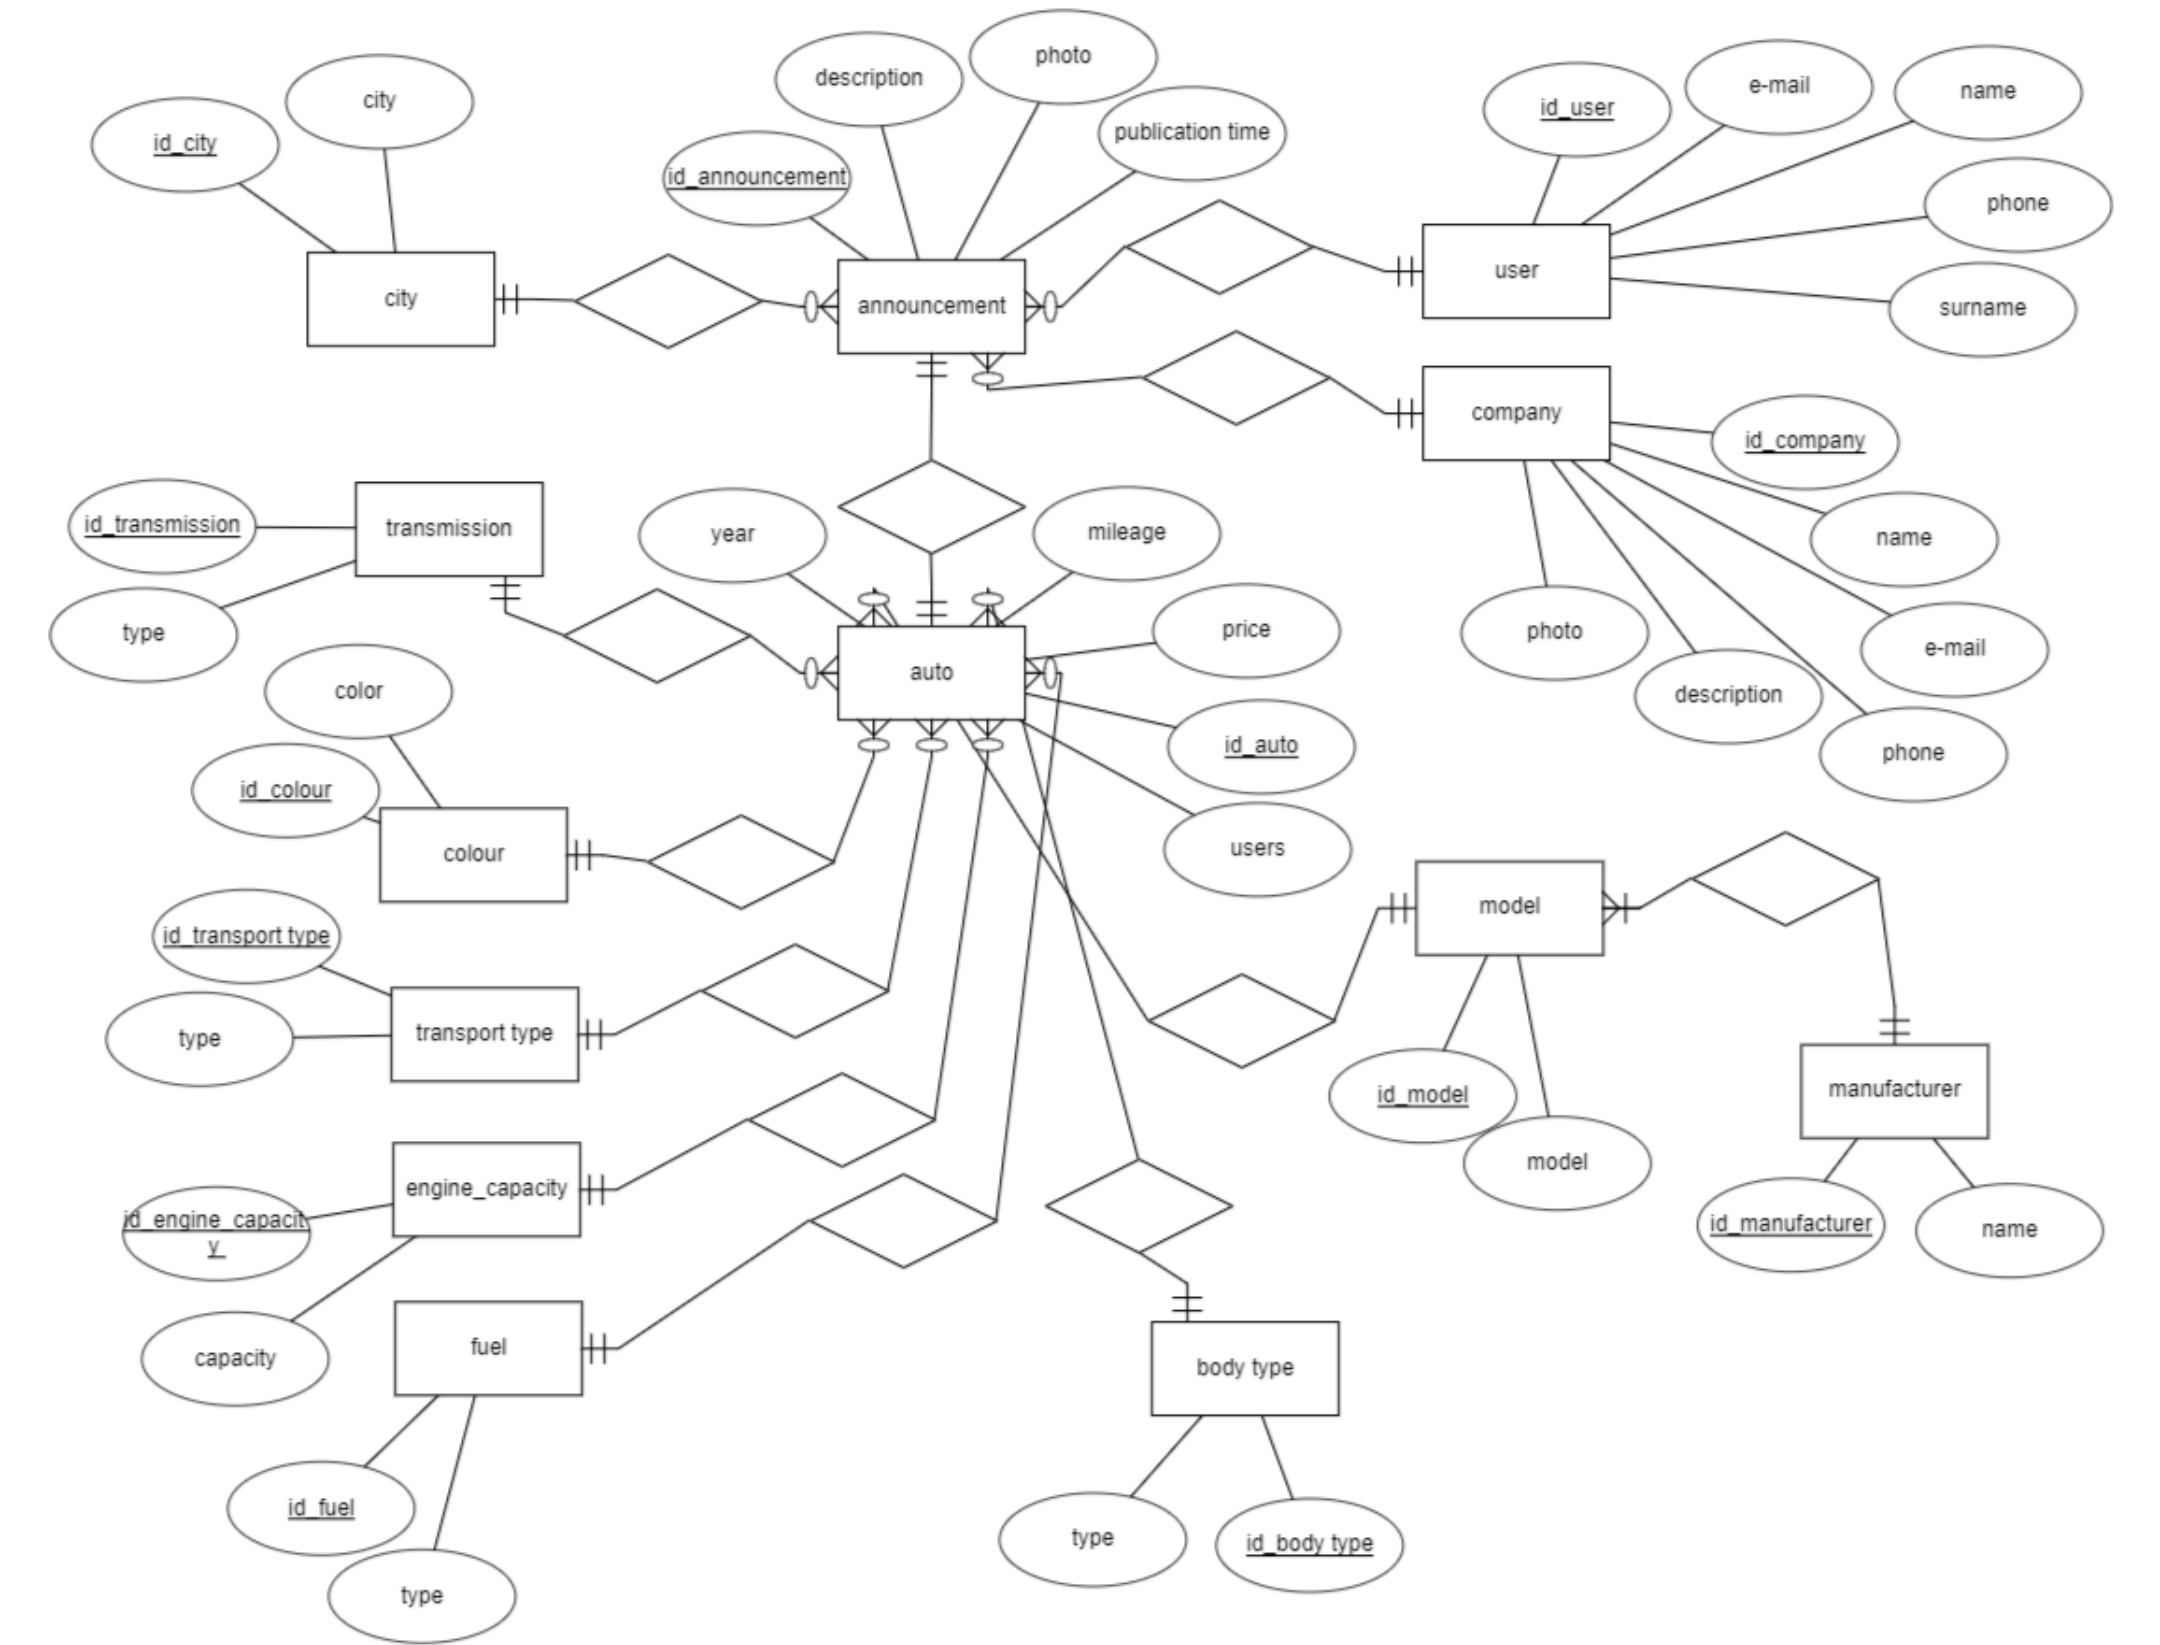 photo
description
city
e-mail
name
id_user
publication time
id_city
id_announcement
phone
user
city
announcement
surname
company
id_company
id_transmission
transmission
year
mileage
name
type
price
photo
e-mail
auto
color
description
id_auto
phone
id_colour
colour
users
model
id_transport type
transport type
type
manufacturer
id_model
model
engine_capacity
id_engine_capacit
y
id_manufacturer
name
capacity
fuel
body type
id_fuel
type
id_body type
type